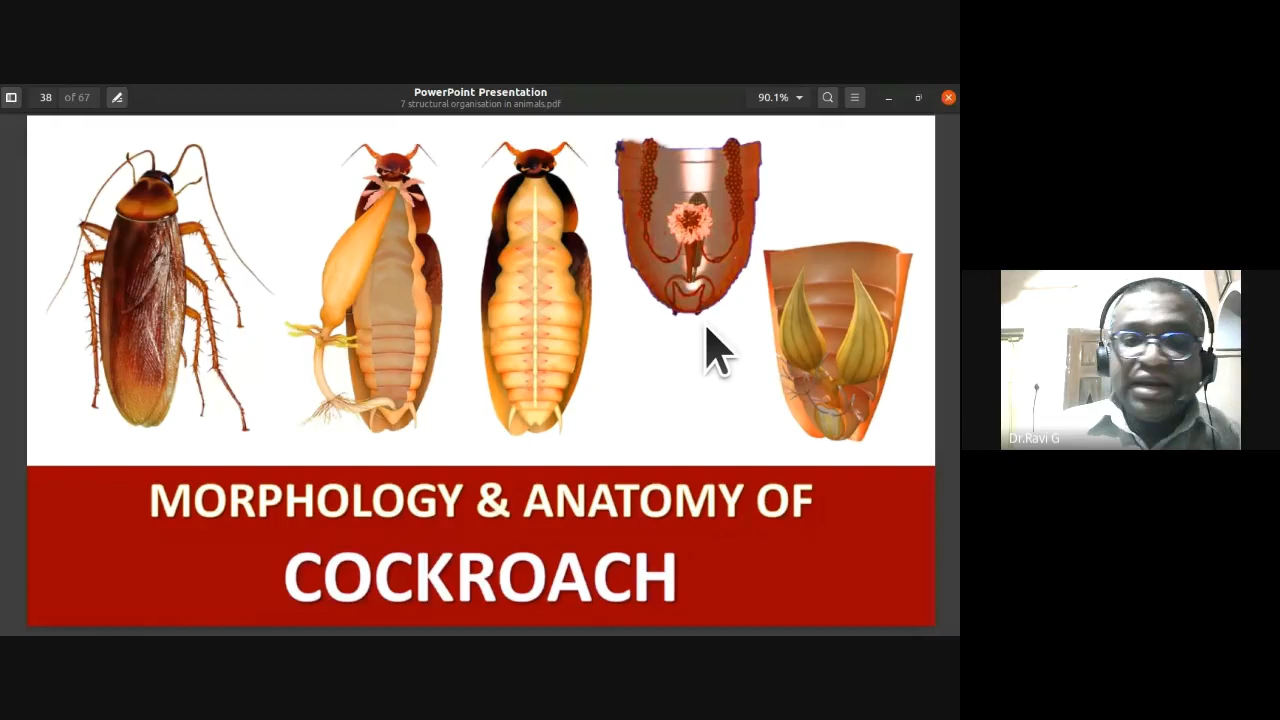 38 of 67
PowerPoint Presentation
7 structural organisation in animals.pdf
90.1%
MORPHOLOGY & ANATOMY OF
COCKROACH
Dr.Ravi G